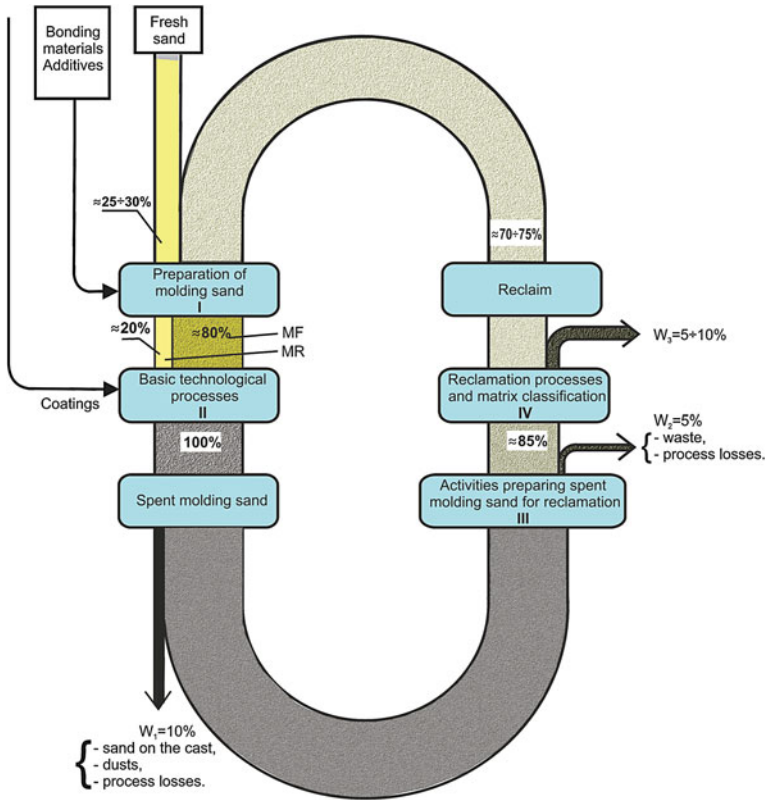 Bonding
materials
Additives
Fresh
sand
≈25÷30%
≈70÷75%
Preparation of
molding sand
I
Reclaim
≈20%
≈80%
MF
MR
W₃=5÷10%
Coatings
Basic technological
processes
II
Reclamation processes
and matrix classification
IV
100%
≈85%
W₂=5%
- waste,
- process losses.
Spent molding sand
Activities preparing spent
molding sand for reclamation
III
W₁=10%
- sand on the cast,
- dusts,
- process losses.